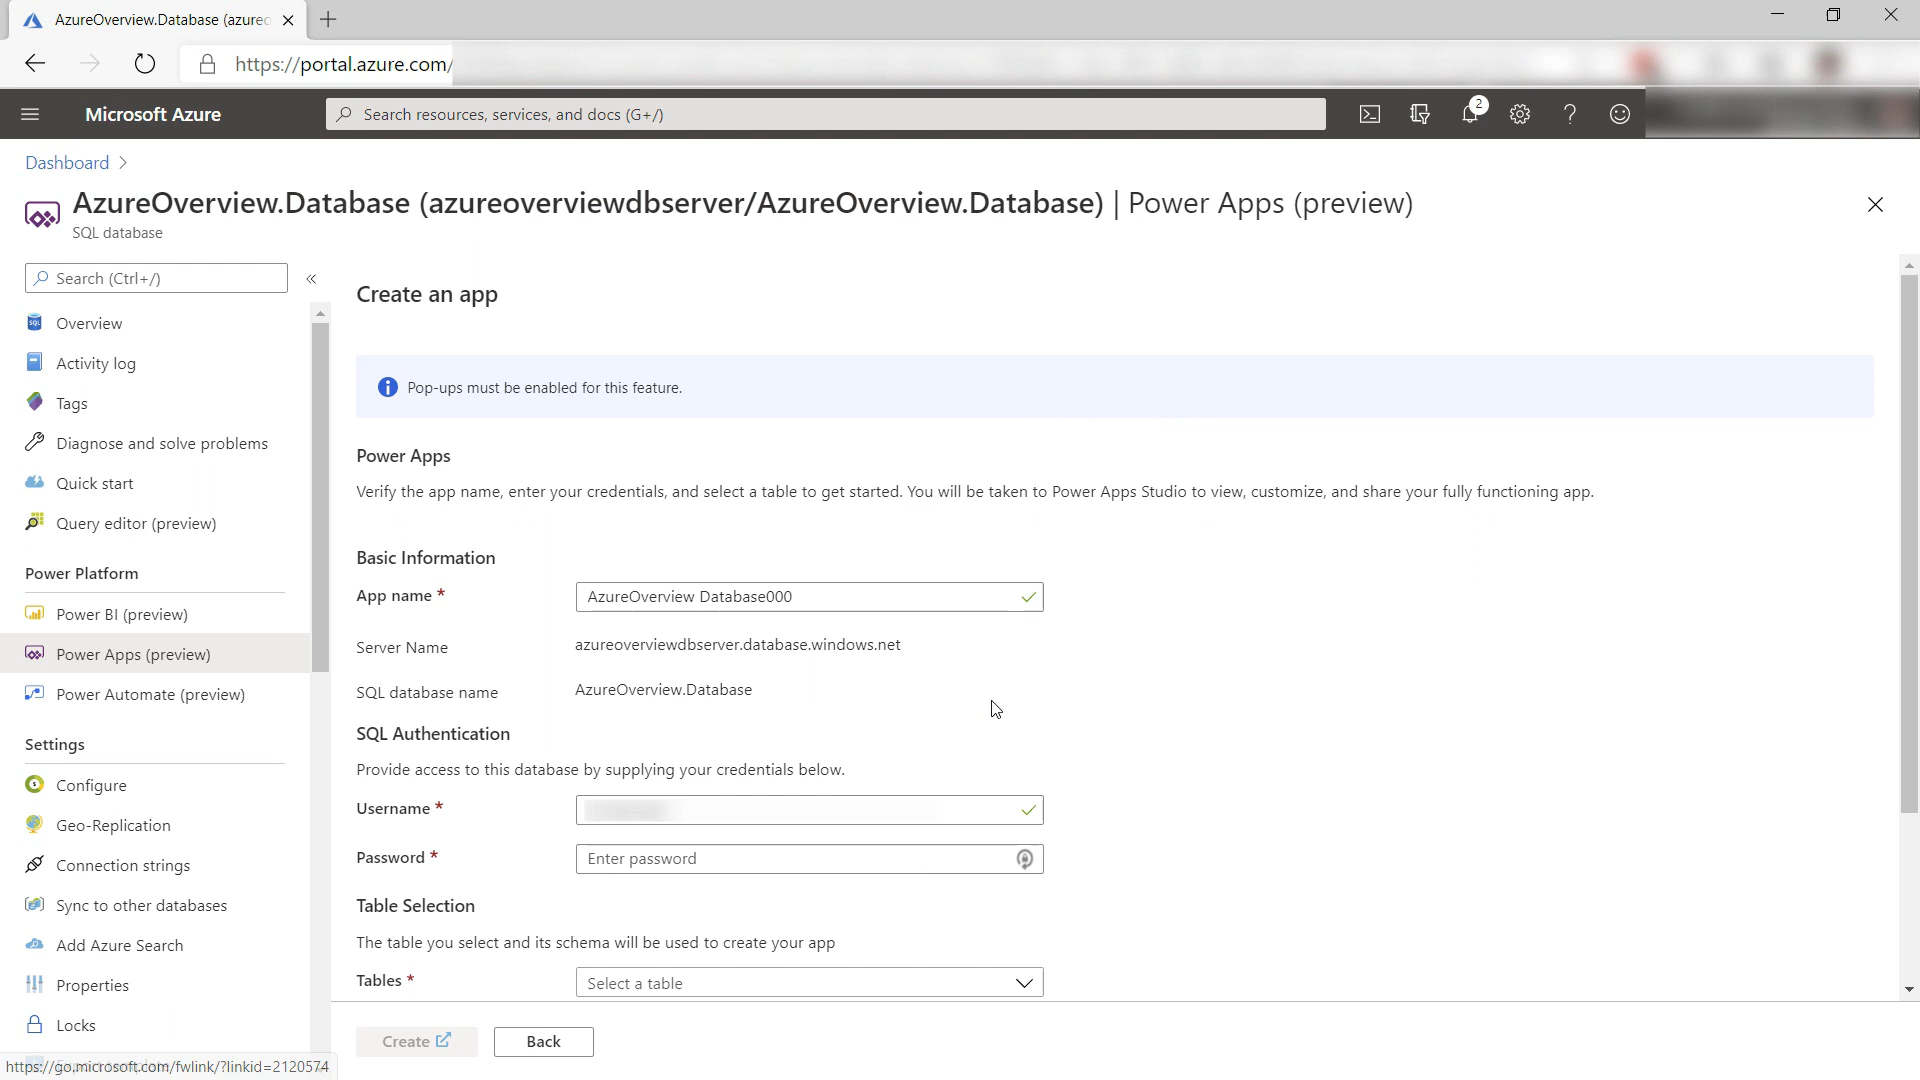 AzureOverview.Database (azureo
https://portal.azure.com/
Microsoft Azure
Search resources, services, and docs (G+/)
2
Dashboard >
AzureOverview.Database (azureoverviewdbserver/AzureOverview.Database) | Power Apps (preview)
SQL database
Search (Ctrl+/)
«
Overview
Activity log
Tags
Diagnose and solve problems
Quick start
Query editor (preview)
Power Platform
Power BI (preview)
Power Apps (preview)
Power Automate (preview)
Settings
Configure
Geo-Replication
Connection strings
Sync to other databases
Add Azure Search
Properties
Locks
https://go.microsoft.com/fwlink/?linkid=2120574
Create an app
Pop-ups must be enabled for this feature.
Power Apps
Verify the app name, enter your credentials, and select a table to get started. You will be taken to Power Apps Studio to view, customize, and share your fully functioning app.
Basic Information
App name *
AzureOverview Database000
Server Name
azureoverviewdbserver.database.windows.net
SQL database name
AzureOverview.Database
SQL Authentication
Provide access to this database by supplying your credentials below.
Username *
Password *
Enter password
Table Selection
The table you select and its schema will be used to create your app
Tables *
Select a table
Create
Back